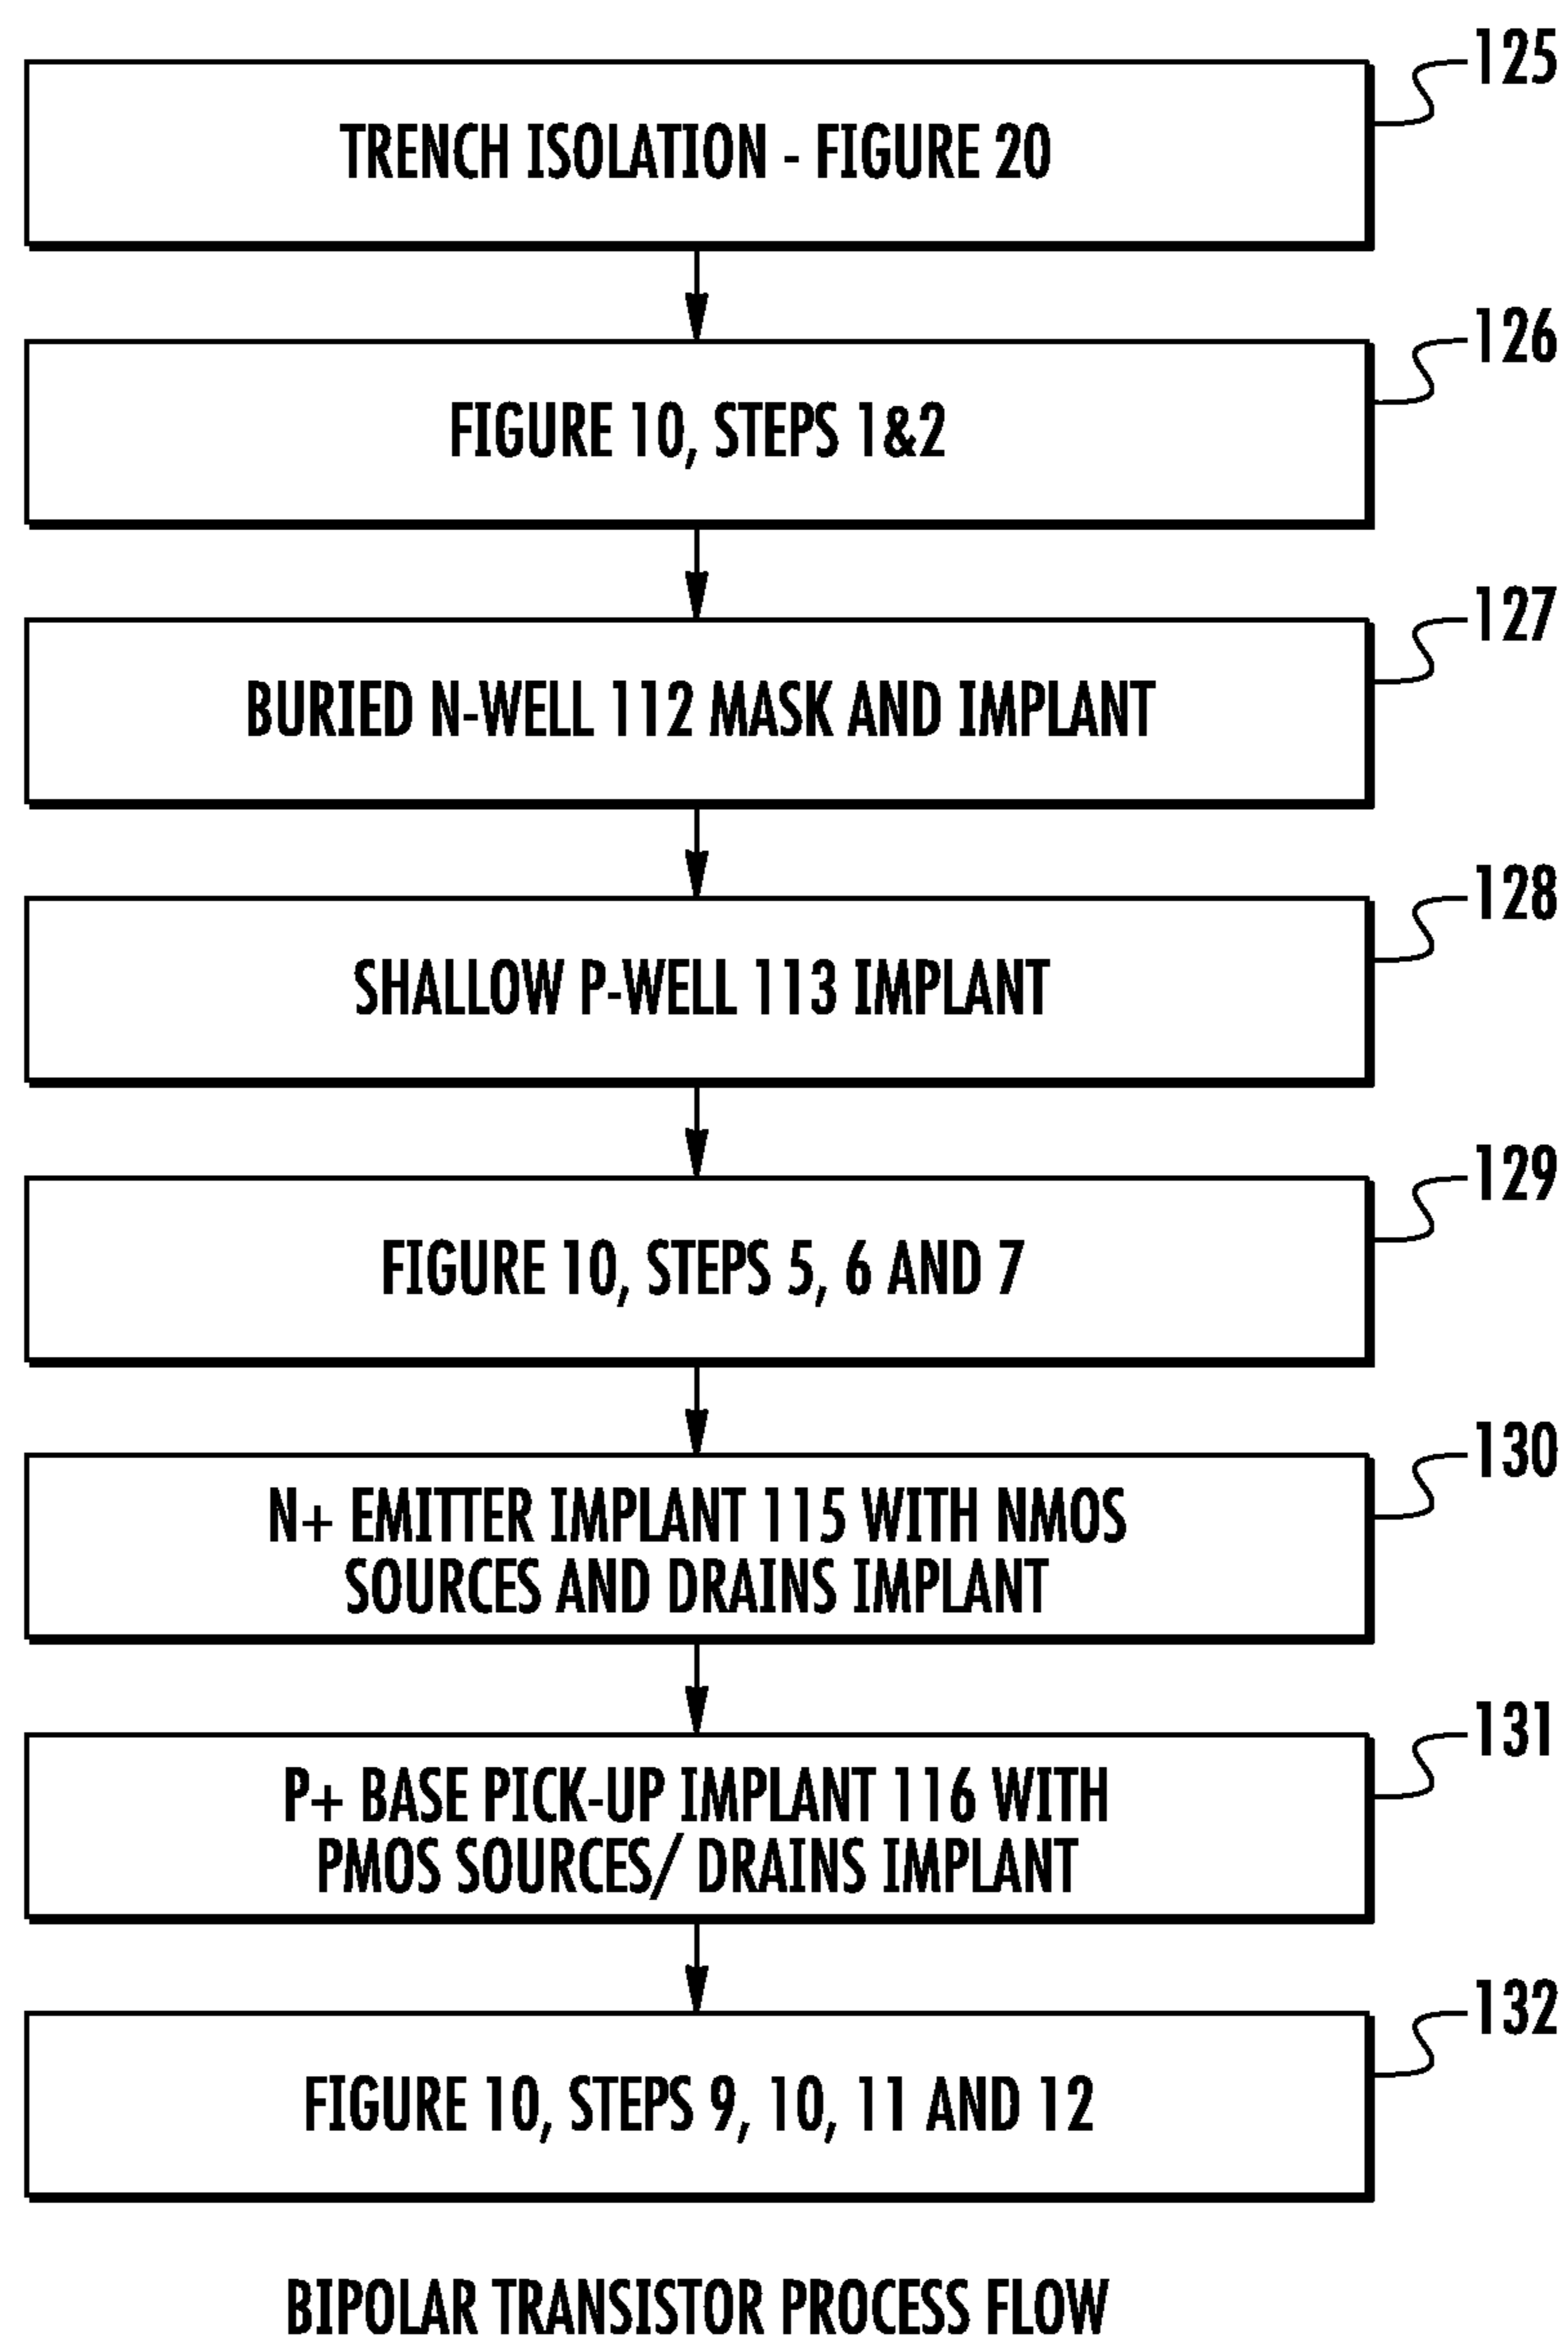 125
TRENCH ISOLATION - FIGURE 20
126
FIGURE 10, STEPS 1&2
127
BURIED N-WELL 112 MASK AND IMPLANT
128
SHALLOW P-WELL 113 IMPLANT
129
FIGURE 10, STEPS 5, 6 AND 7
130
N+ EMITTER IMPLANT 115 WITH NMOS
SOURCES AND DRAINS IMPLANT
131
P+ BASE PICK-UP IMPLANT 116 WITH
PMOS SOURCES/ DRAINS IMPLANT
132
FIGURE 10, STEPS 9, 10, 11 AND 12
BIPOLAR TRANSISTOR PROCESS FLOW